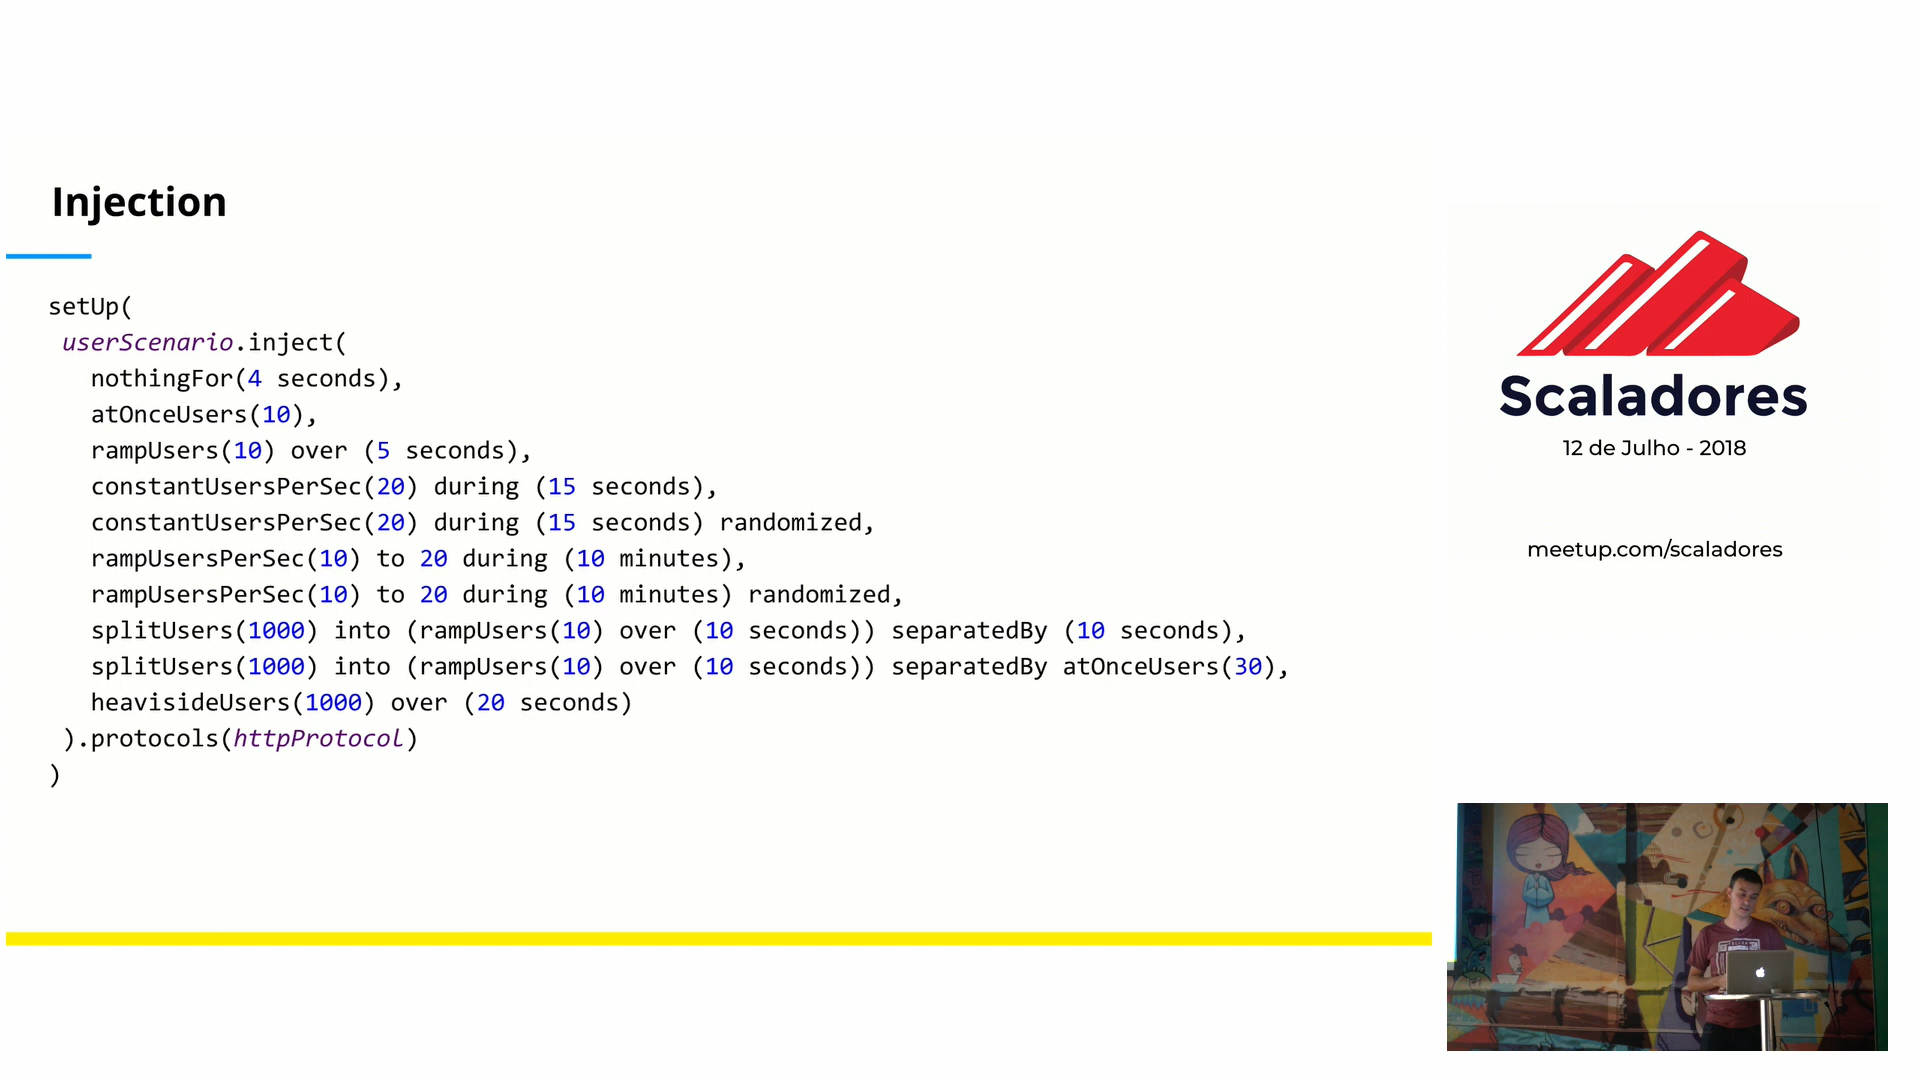 Injection
setUp(
userScenario.inject(
nothingFor(4 seconds),
atOnceUsers(10),
rampUsers(10) over (5 seconds),
constantUsersPerSec(20) during (15 seconds),
constantUsersPerSec(20) during (15 seconds) randomized,
rampUsersPerSec(10) to 20 during (10 minutes),
rampUsersPerSec(10) to 20 during (10 minutes) randomized,
splitUsers(1000) into (rampUsers(10) over (10 seconds)) separatedBy (10 seconds),
splitUsers(1000) into (rampUsers(10) over (10 seconds)) separatedBy atOnceUsers(30),
heavisideUsers(1000) over (20 seconds)
).protocols(httpProtocol)
)
Scaladores
12 de Julho - 2018
meetup.com/scaladores